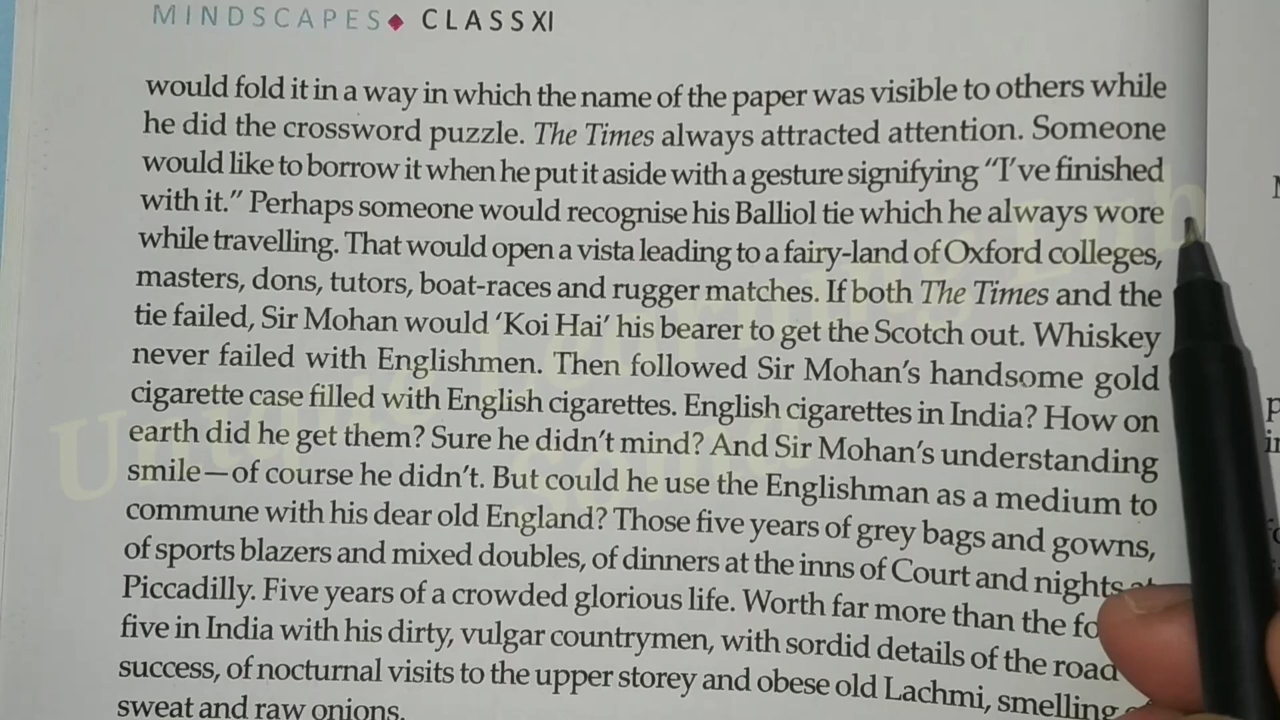 MINDSCAPES◆ CLASS XI
would fold it in a way in which the name of the paper was visible to others while
he did the crossword puzzle. The Times always attracted attention. Someone
would like to borrow it when he put it aside with a gesture signifying “I’ve finished
with it.” Perhaps someone would recognise his Balliol tie which he always wore
while travelling. That would open a vista leading to a fairy-land of Oxford colleges,
masters, dons, tutors, boat-races and rugger matches. If both The Times and the
tie failed, Sir Mohan would ‘Koi Hai’ his bearer to get the Scotch out. Whiskey
never failed with Englishmen. Then followed Sir Mohan’s handsome gold
cigarette case filled with English cigarettes. English cigarettes in India? How on
earth did he get them? Sure he didn’t mind? And Sir Mohan’s understanding
smile—of course he didn’t. But could he use the Englishman as a medium to
commune with his dear old England? Those five years of grey bags and gowns,
of sports blazers and mixed doubles, of dinners at the inns of Court and nights
Piccadilly. Five years of a crowded glorious life. Worth far more than the
five in India with his dirty, vulgar countrymen, with sordid details of the road
success, of nocturnal visits to the upper storey and obese old Lachmi, smelling
sweat and raw onions.